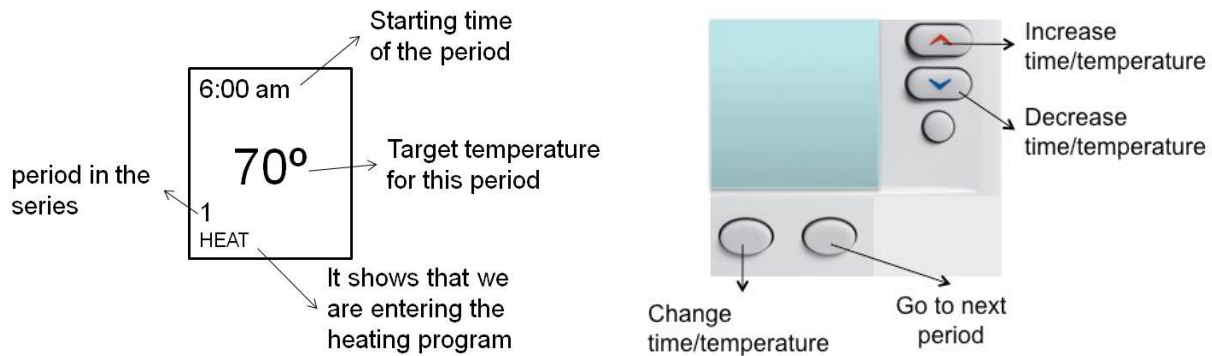 Starting time
of the period
6:00 am
70º
Target temperature
for this period
period in the
series
1
HEAT
It shows that we
are entering the
heating program
Increase
time/temperature
Decrease
time/temperature
Change
time/temperature
Go to next
period